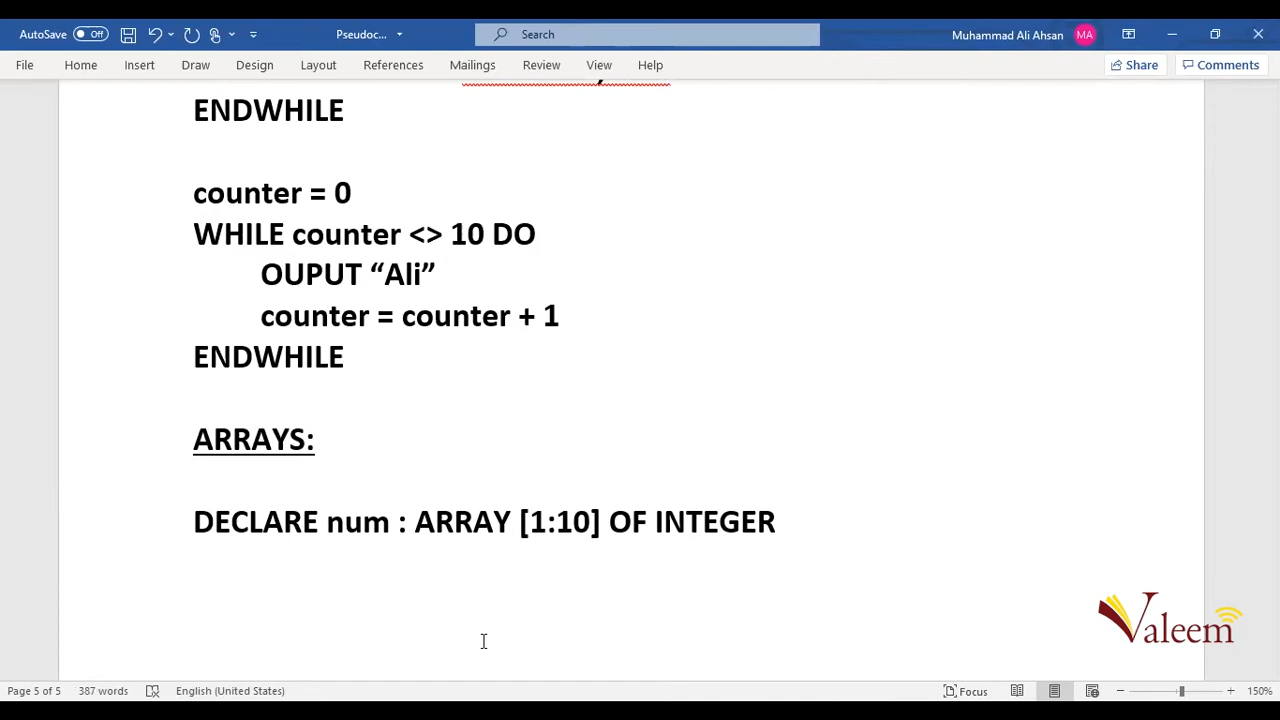 AutoSave Off Pseudoc... Search Muhammad Ali Ahsan MA
File Home Insert Draw Design Layout References Mailings Review View Help Share Comments
ENDWHILE
counter = 0
WHILE counter <> 10 DO
OUPUT “Ali”
counter = counter + 1
ENDWHILE
ARRAYS:
DECLARE num : ARRAY [1:10] OF INTEGER
Valeem
Page 5 of 5 387 words English (United States) Focus 150%